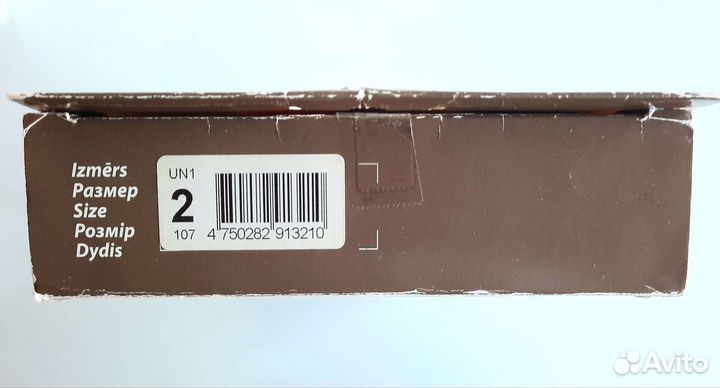 Izmērs
Размер
Size
Розмір
Dydis
UN1
2
107 4 750282 913210
Avito